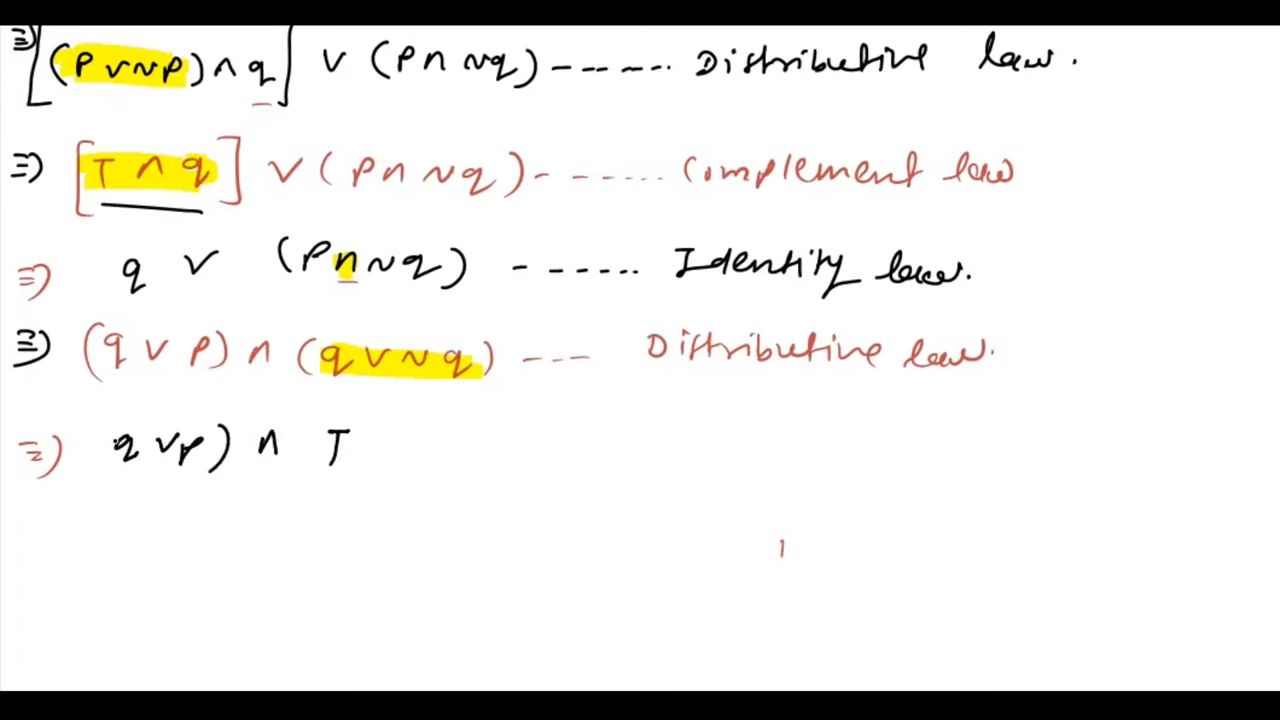 ≡) [(P ∨ ~P) ∧ q] ∨ (P ∧ ~q) ------ Distributive law.
≡) [T ∧ q] ∨ (P ∧ ~q) ------- Complement law
≡) q ∨ (P ∧ ~q) ------ Identity law.
≡) (q ∨ P) ∧ (q ∨ ~q) --- Distributive law.
≡) q ∨ P) ∧ T